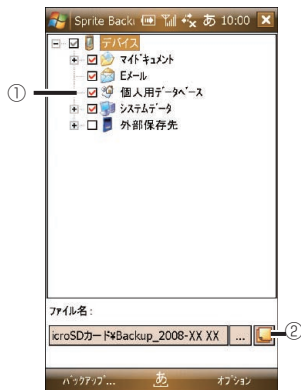 Sprite Backu あ 10:00
デバイス
マイドキュメント
Eメール
① 個人用データベース
システムデータ
外部保存先
ファイル名:
icroSDカード¥Backup_2008-XX XX ... ②
バックアップ... あ オプション